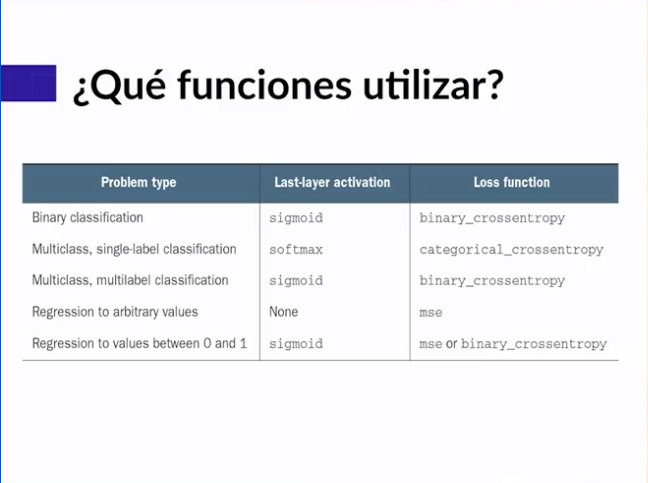 ¿Qué funciones utilizar?
Problem type Last-layer activation Loss function
Binary classification sigmoid binary_crossentropy
Multiclass, single-label classification softmax categorical_crossentropy
Multiclass, multilabel classification sigmoid binary_crossentropy
Regression to arbitrary values None mse
Regression to values between 0 and 1 sigmoid mse or binary_crossentropy